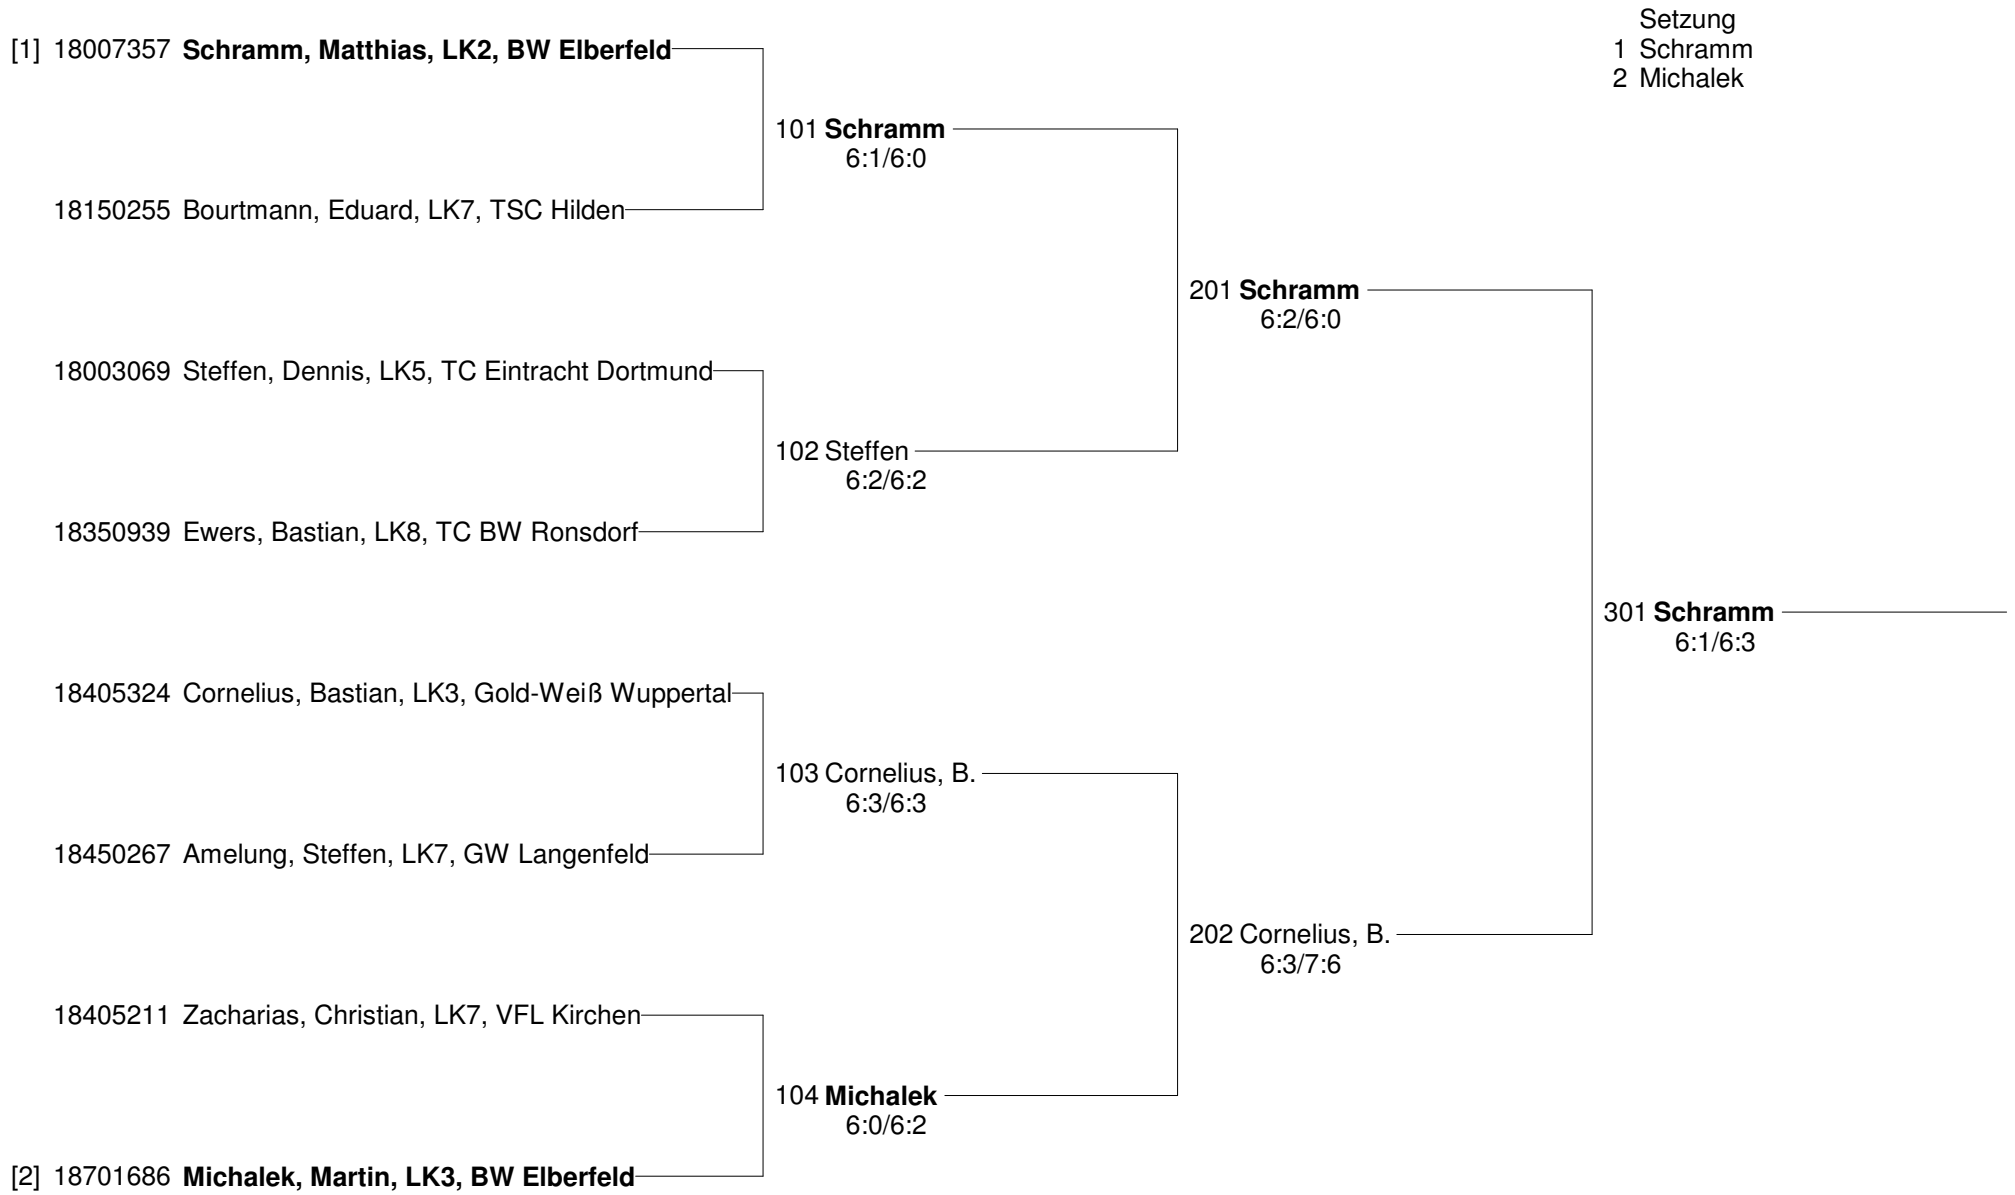 Setzung
1 Schramm
2 Michalek
[1] 18007357 Schramm, Matthias, LK2, BW Elberfeld
101 Schramm
6:1/6:0
18150255 Bourtmann, Eduard, LK7, TSC Hilden
201 Schramm
6:2/6:0
18003069 Steffen, Dennis, LK5, TC Eintracht Dortmund
102 Steffen
6:2/6:2
18350939 Ewers, Bastian, LK8, TC BW Ronsdorf
301 Schramm
6:1/6:3
18405324 Cornelius, Bastian, LK3, Gold-Weiß Wuppertal
103 Cornelius, B.
6:3/6:3
18450267 Amelung, Steffen, LK7, GW Langenfeld
202 Cornelius, B.
6:3/7:6
18405211 Zacharias, Christian, LK7, VFL Kirchen
104 Michalek
6:0/6:2
[2] 18701686 Michalek, Martin, LK3, BW Elberfeld